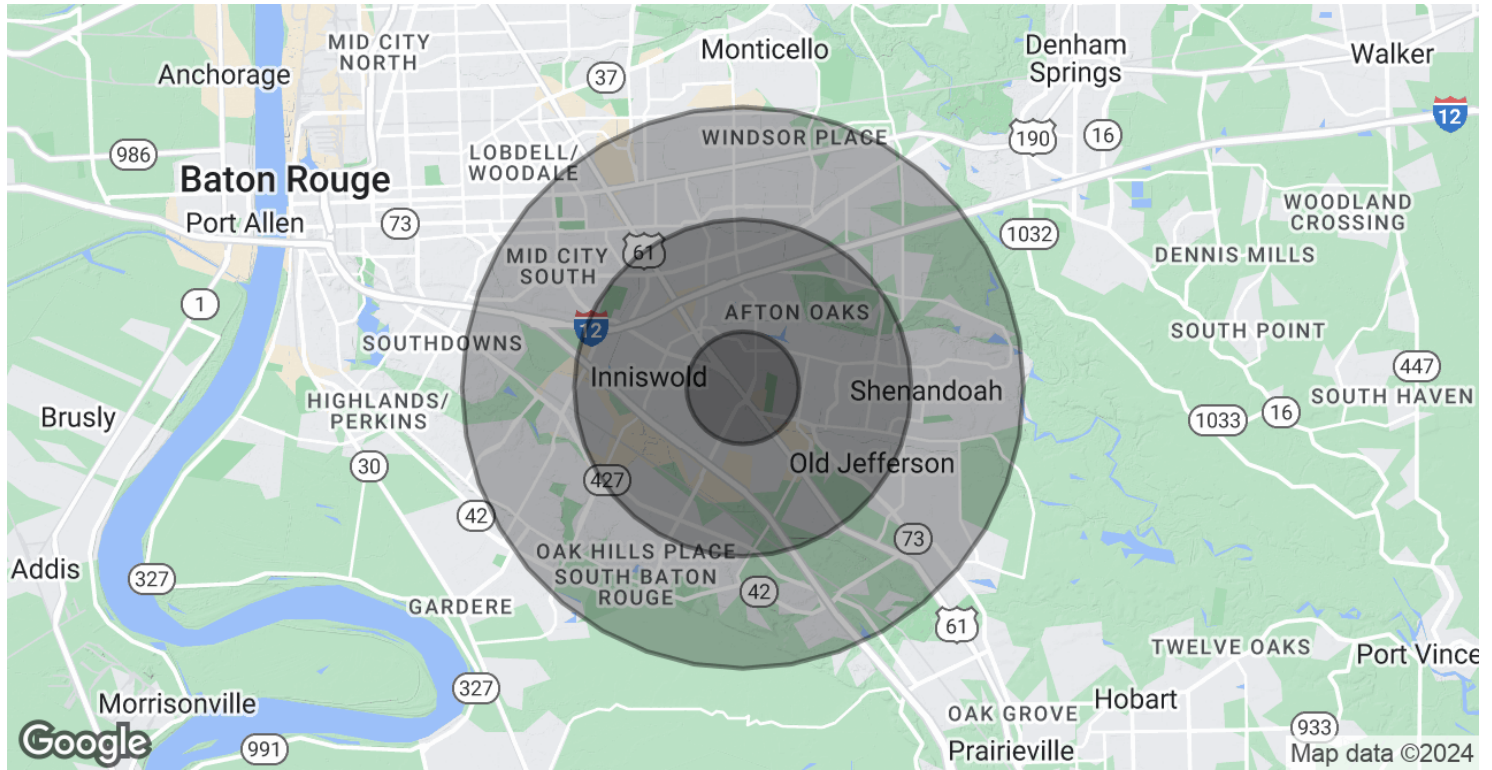 MID CITY
NORTH
Monticello
Denham
Springs
Walker
Anchorage
37
12
190
16
WINDSOR PLACE
986
LOBDELL/
WOODALE
Baton Rouge
Port Allen
73
WOODLAND
CROSSING
1032
61
MID CITY
SOUTH
DENNIS MILLS
1
AFTON OAKS
12
SOUTHDOWNS
SOUTH POINT
447
Inniswold
Shenandoah
SOUTH HAVEN
HIGHLANDS/
PERKINS
Brusly
1033
16
30
Old Jefferson
427
42
73
OAK HILLS PLACE
SOUTH BATON
ROUGE
Addis
327
42
GARDERE
61
TWELVE OAKS
Port Vince
327
Morrisonville
Hobart
OAK GROVE
933
Google
991
Prairieville
Map data ©2024